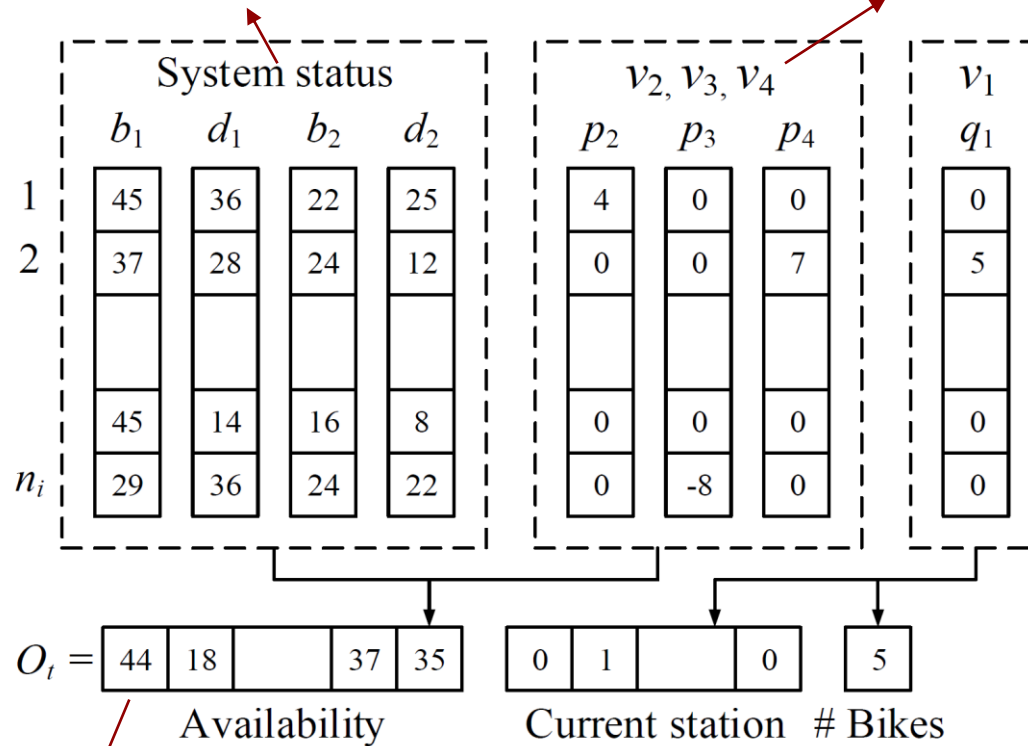 System status v2, v3, v4 v1
b1 d1 b2 d2 p2 p3 p4 q1
1 45 36 22 25 4 0 0 0
2 37 28 24 12 0 0 7 5
45 14 16 8 0 0 0 0
ni 29 36 24 22 0 -8 0 0
Ot = 44 18 37 35 0 1 0 5
Availability Current station # Bikes